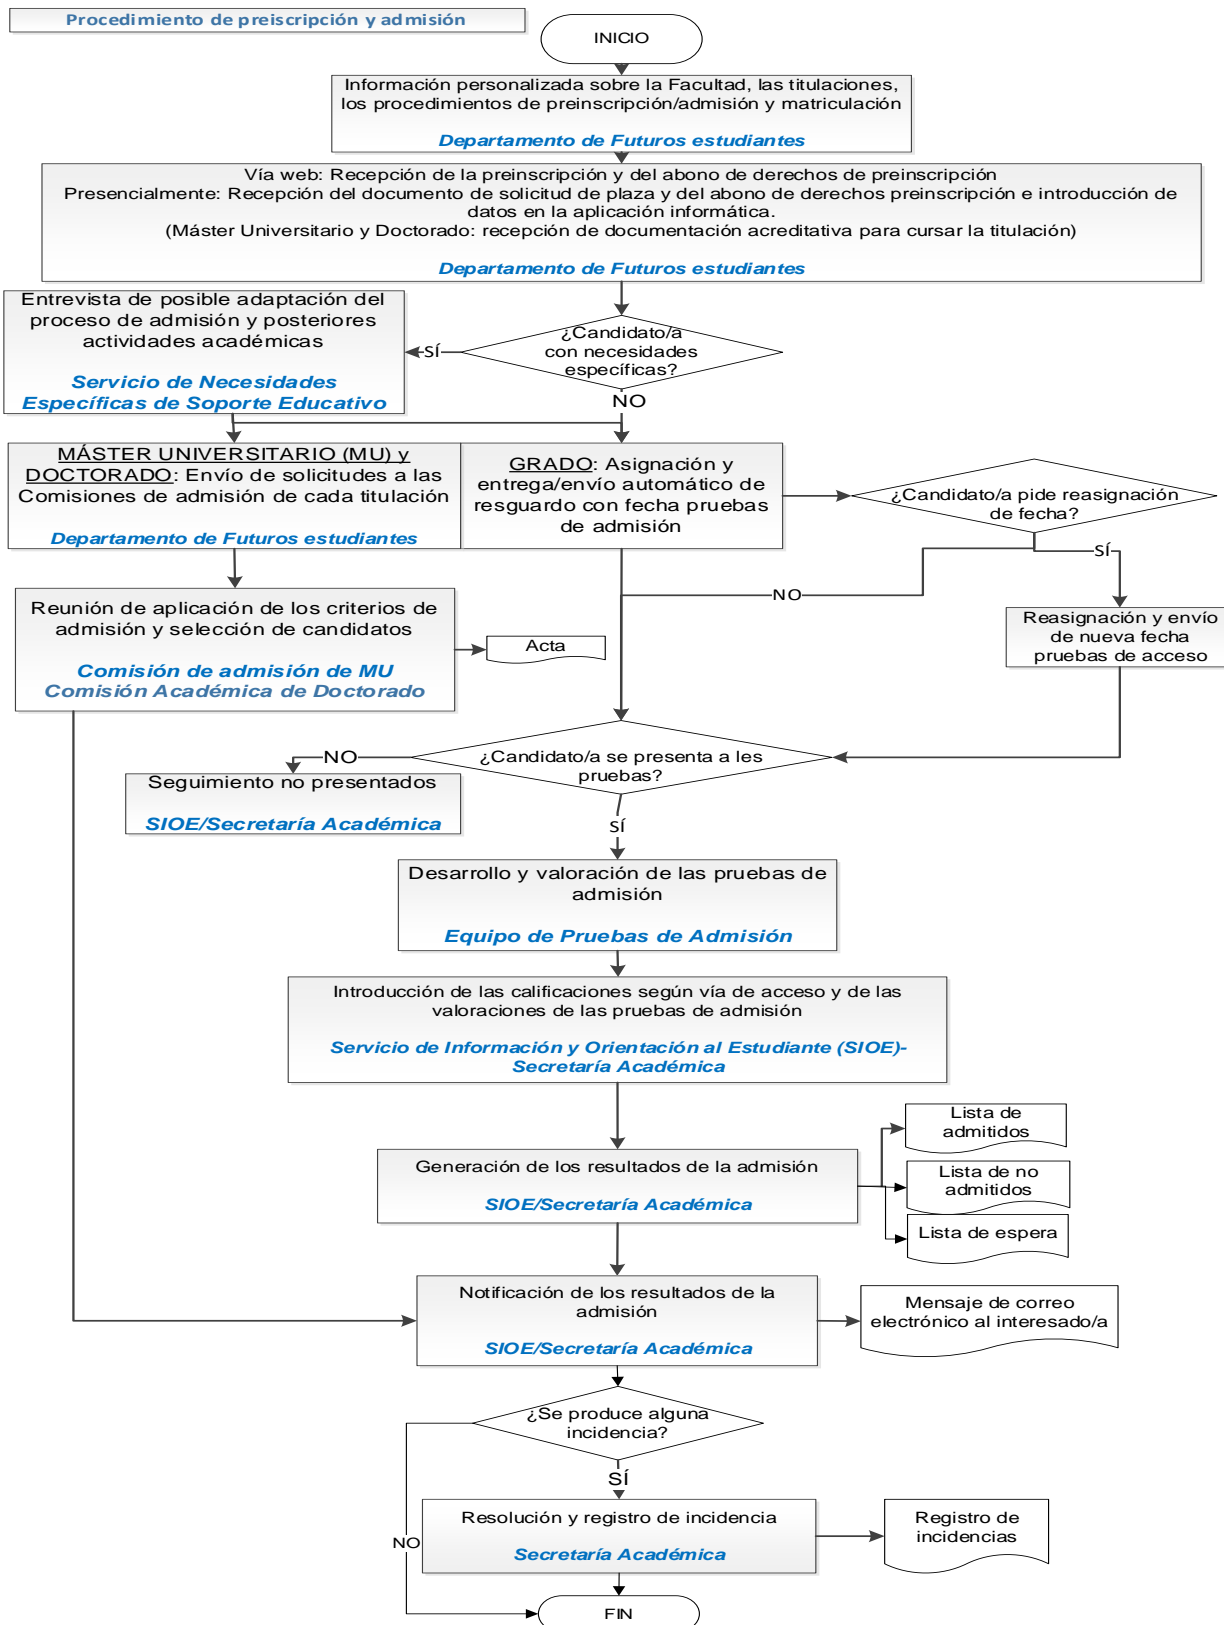 Procedimiento de preiscripción y admisión
INICIO
Información personalizada sobre la Facultad, las titulaciones,
los procedimientos de preinscripción/admisión y matriculación
Departamento de Futuros estudiantes
Vía web: Recepción de la preinscripción y del abono de derechos de preinscripción
Presencialmente: Recepción del documento de solicitud de plaza y del abono de derechos preinscripción e introducción de
datos en la aplicación informática.
(Máster Universitario y Doctorado: recepción de documentación acreditativa para cursar la titulación)
Departamento de Futuros estudiantes
Entrevista de posible adaptación del
proceso de admisión y posteriores
actividades académicas
Servicio de Necesidades
Específicas de Soporte Educativo
SÍ
¿Candidato/a
con necesidades
específicas?
NO
MÁSTER UNIVERSITARIO (MU) y
DOCTORADO: Envío de solicitudes a las
Comisiones de admisión de cada titulación
Departamento de Futuros estudiantes
GRADO: Asignación y
entrega/envío automático de
resguardo con fecha pruebas
de admisión
¿Candidato/a pide reasignación
de fecha?
SÍ
NO
Reasignación y envío
de nueva fecha
pruebas de acceso
Reunión de aplicación de los criterios de
admisión y selección de candidatos
Comisión de admisión de MU
Comisión Académica de Doctorado
Acta
¿Candidato/a se presenta a les
pruebas?
NO
Seguimiento no presentados
SIOE/Secretaría Académica
sí
Desarrollo y valoración de las pruebas de
admisión
Equipo de Pruebas de Admisión
Introducción de las calificaciones según vía de acceso y de las
valoraciones de las pruebas de admisión
Servicio de Información y Orientación al Estudiante (SIOE)-
Secretaría Académica
Generación de los resultados de la admisión
SIOE/Secretaría Académica
Lista de
admitidos
Lista de no
admitidos
Lista de espera
Notificación de los resultados de la
admisión
SIOE/Secretaría Académica
Mensaje de correo
electrónico al interesado/a
¿Se produce alguna
incidencia?
SÍ
NO
Resolución y registro de incidencia
Secretaría Académica
Registro de
incidencias
FIN